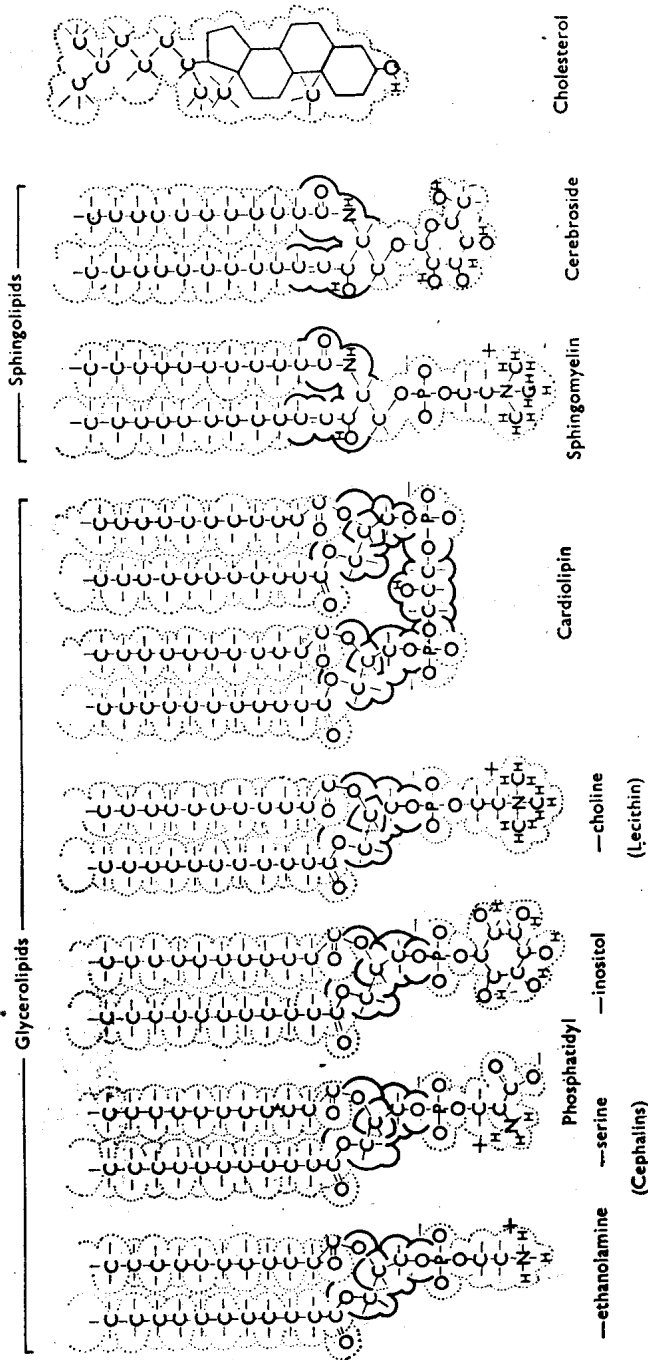 Glycerolipids
Sphingolipids
Phosphatidyl
—ethanolamine
—serine
—inositol
—choline
(Cephalins)
(Lecithin)
Cardiolipin
Sphingomyelin
Cerebroside
Cholesterol